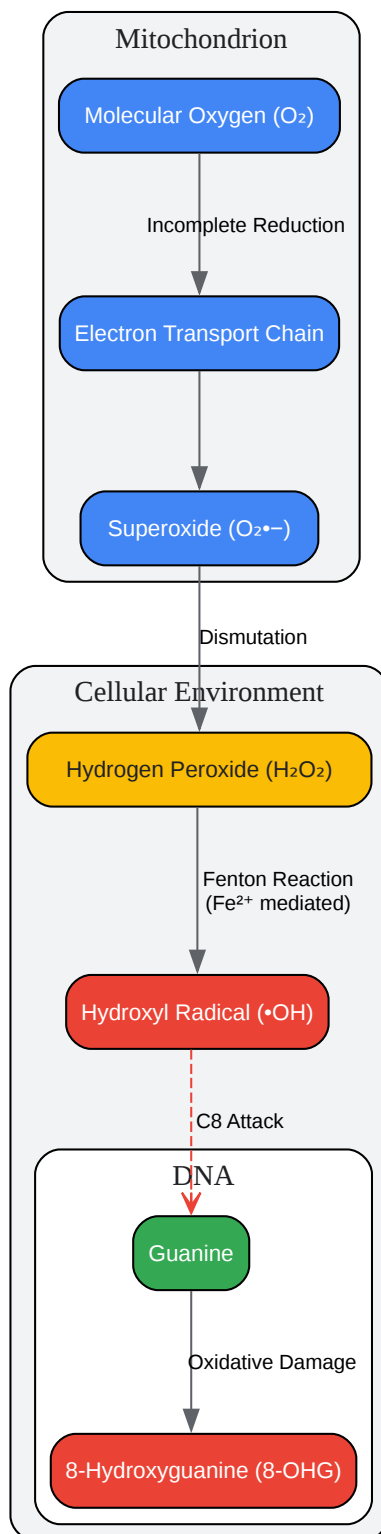 Mitochondrion
Molecular Oxygen (O₂)
Incomplete Reduction
Electron Transport Chain
Superoxide (O₂•−)
Dismutation
Cellular Environment
Hydrogen Peroxide (H₂O₂)
Fenton Reaction
(Fe²⁺ mediated)
Hydroxyl Radical (•OH)
C8 Attack
DNA
Guanine
Oxidative Damage
8-Hydroxyguanine (8-OHG)